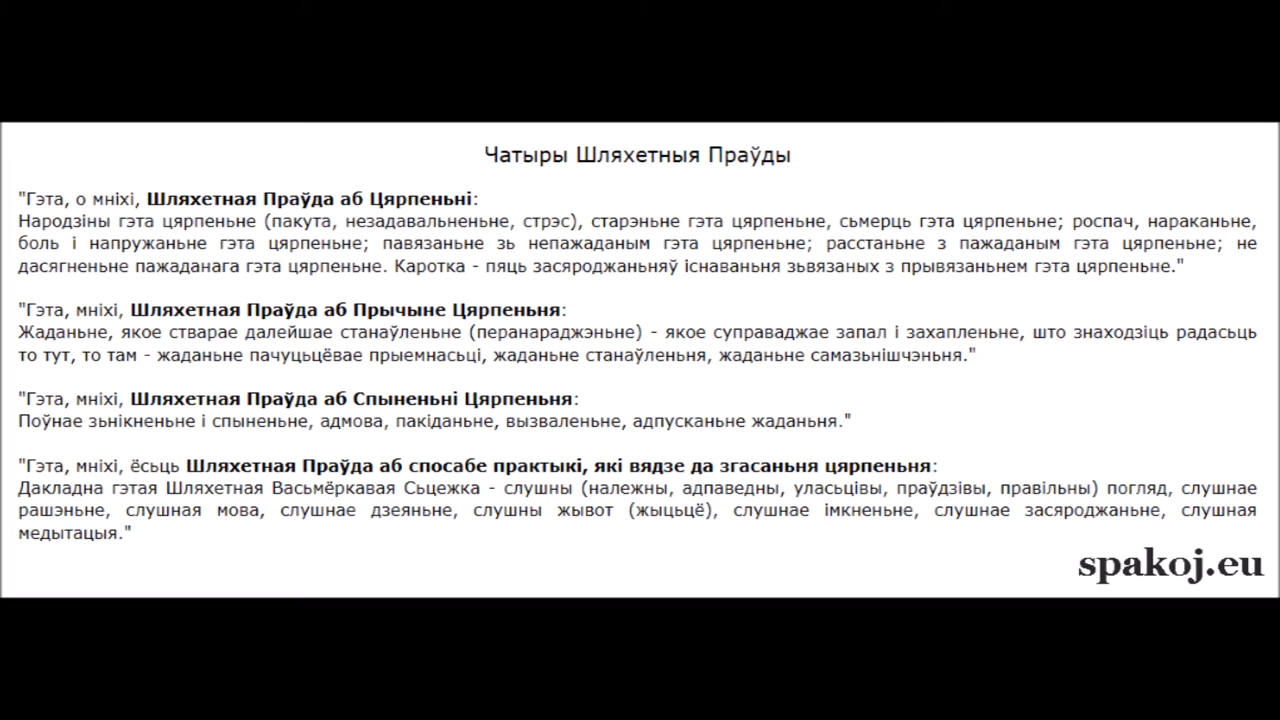 Чатыры Шляхетныя Праўды
"Гэта, о мніхі, Шляхетная Праўда аб Цярпеньні:
Народзіны гэта цярпеньне (пакута, незадавальненьне, стрэс), старэньне гэта цярпеньне, сьмерць гэта цярпеньне; роспач, нараканьне,
боль і напружаньне гэта цярпеньне; павязаньне зь непажаданым гэта цярпеньне; расстаньне з пажаданым гэта цярпеньне; не
дасягненьне пажаданага гэта цярпеньне. Каротка - пяць засяроджаньняў існаваньня зьвязаных з прывязаньнем гэта цярпеньне."
"Гэта, мніхі, Шляхетная Праўда аб Прычыне Цярпеньня:
Жаданьне, якое стварае далейшае станаўленьне (перанараджэньне) - якое суправаджае запал і захапленьне, што знаходзіць радасьць
то тут, то там - жаданьне пачуцьцёвае прыемнасьці, жаданьне станаўленьня, жаданьне самазьнішчэньня."
"Гэта, мніхі, Шляхетная Праўда аб Спыненьні Цярпеньня:
Поўнае зьнікненьне і спыненьне, адмова, пакіданьне, вызваленьне, адпусканьне жаданьня."
"Гэта, мніхі, ёсьць Шляхетная Праўда аб спосабе практыкі, які вядзе да згасаньня цярпеньня:
Дакладна гэтая Шляхетная Васьмёркавая Сьцежка - слушны (належны, адпаведны, уласьцівы, праўдзівы, правільны) погляд, слушнае
рашэньне, слушная мова, слушнае дзеяньне, слушны жывот (жыцьцё), слушнае імкненьне, слушнае засяроджаньне, слушная
медытацыя."
spakoj.eu